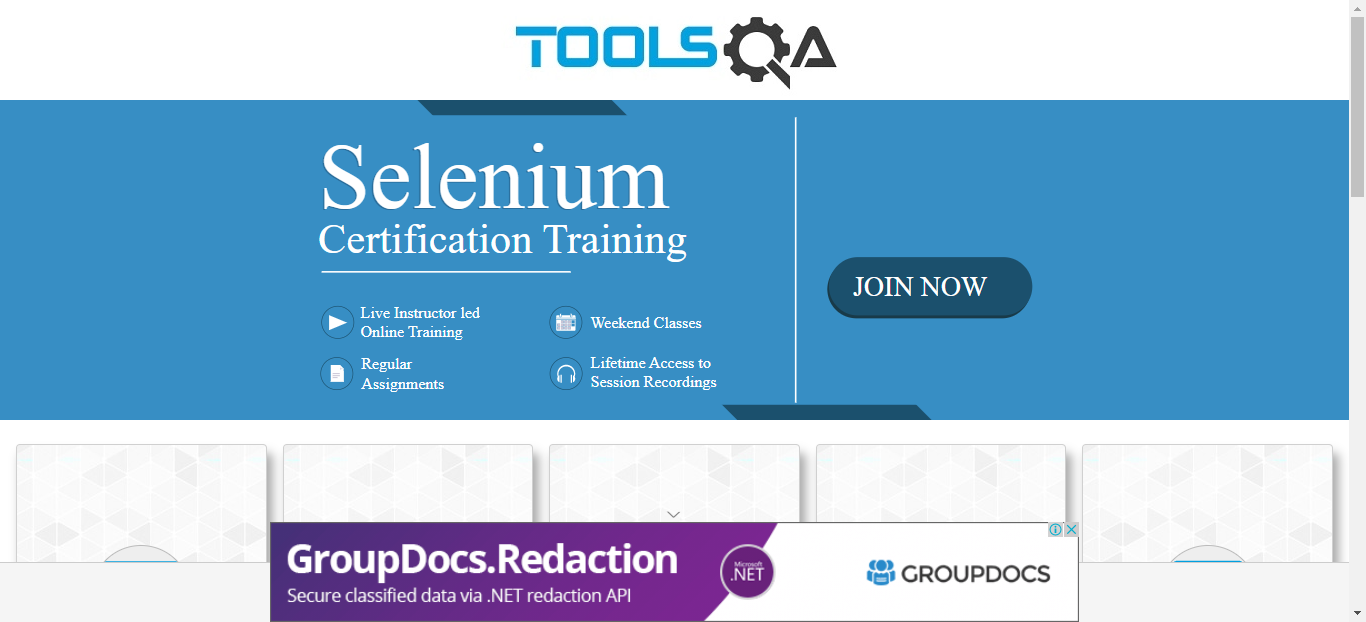 TOOLSQA
Selenium
Certification Training
JOIN NOW
Live Instructor led
Online Training
Weekend Classes
Regular
Assignments
Lifetime Access to
Session Recordings
GroupDocs.Redaction
Secure classified data via .NET redaction API
Microsoft
.NET
GROUPDOCS